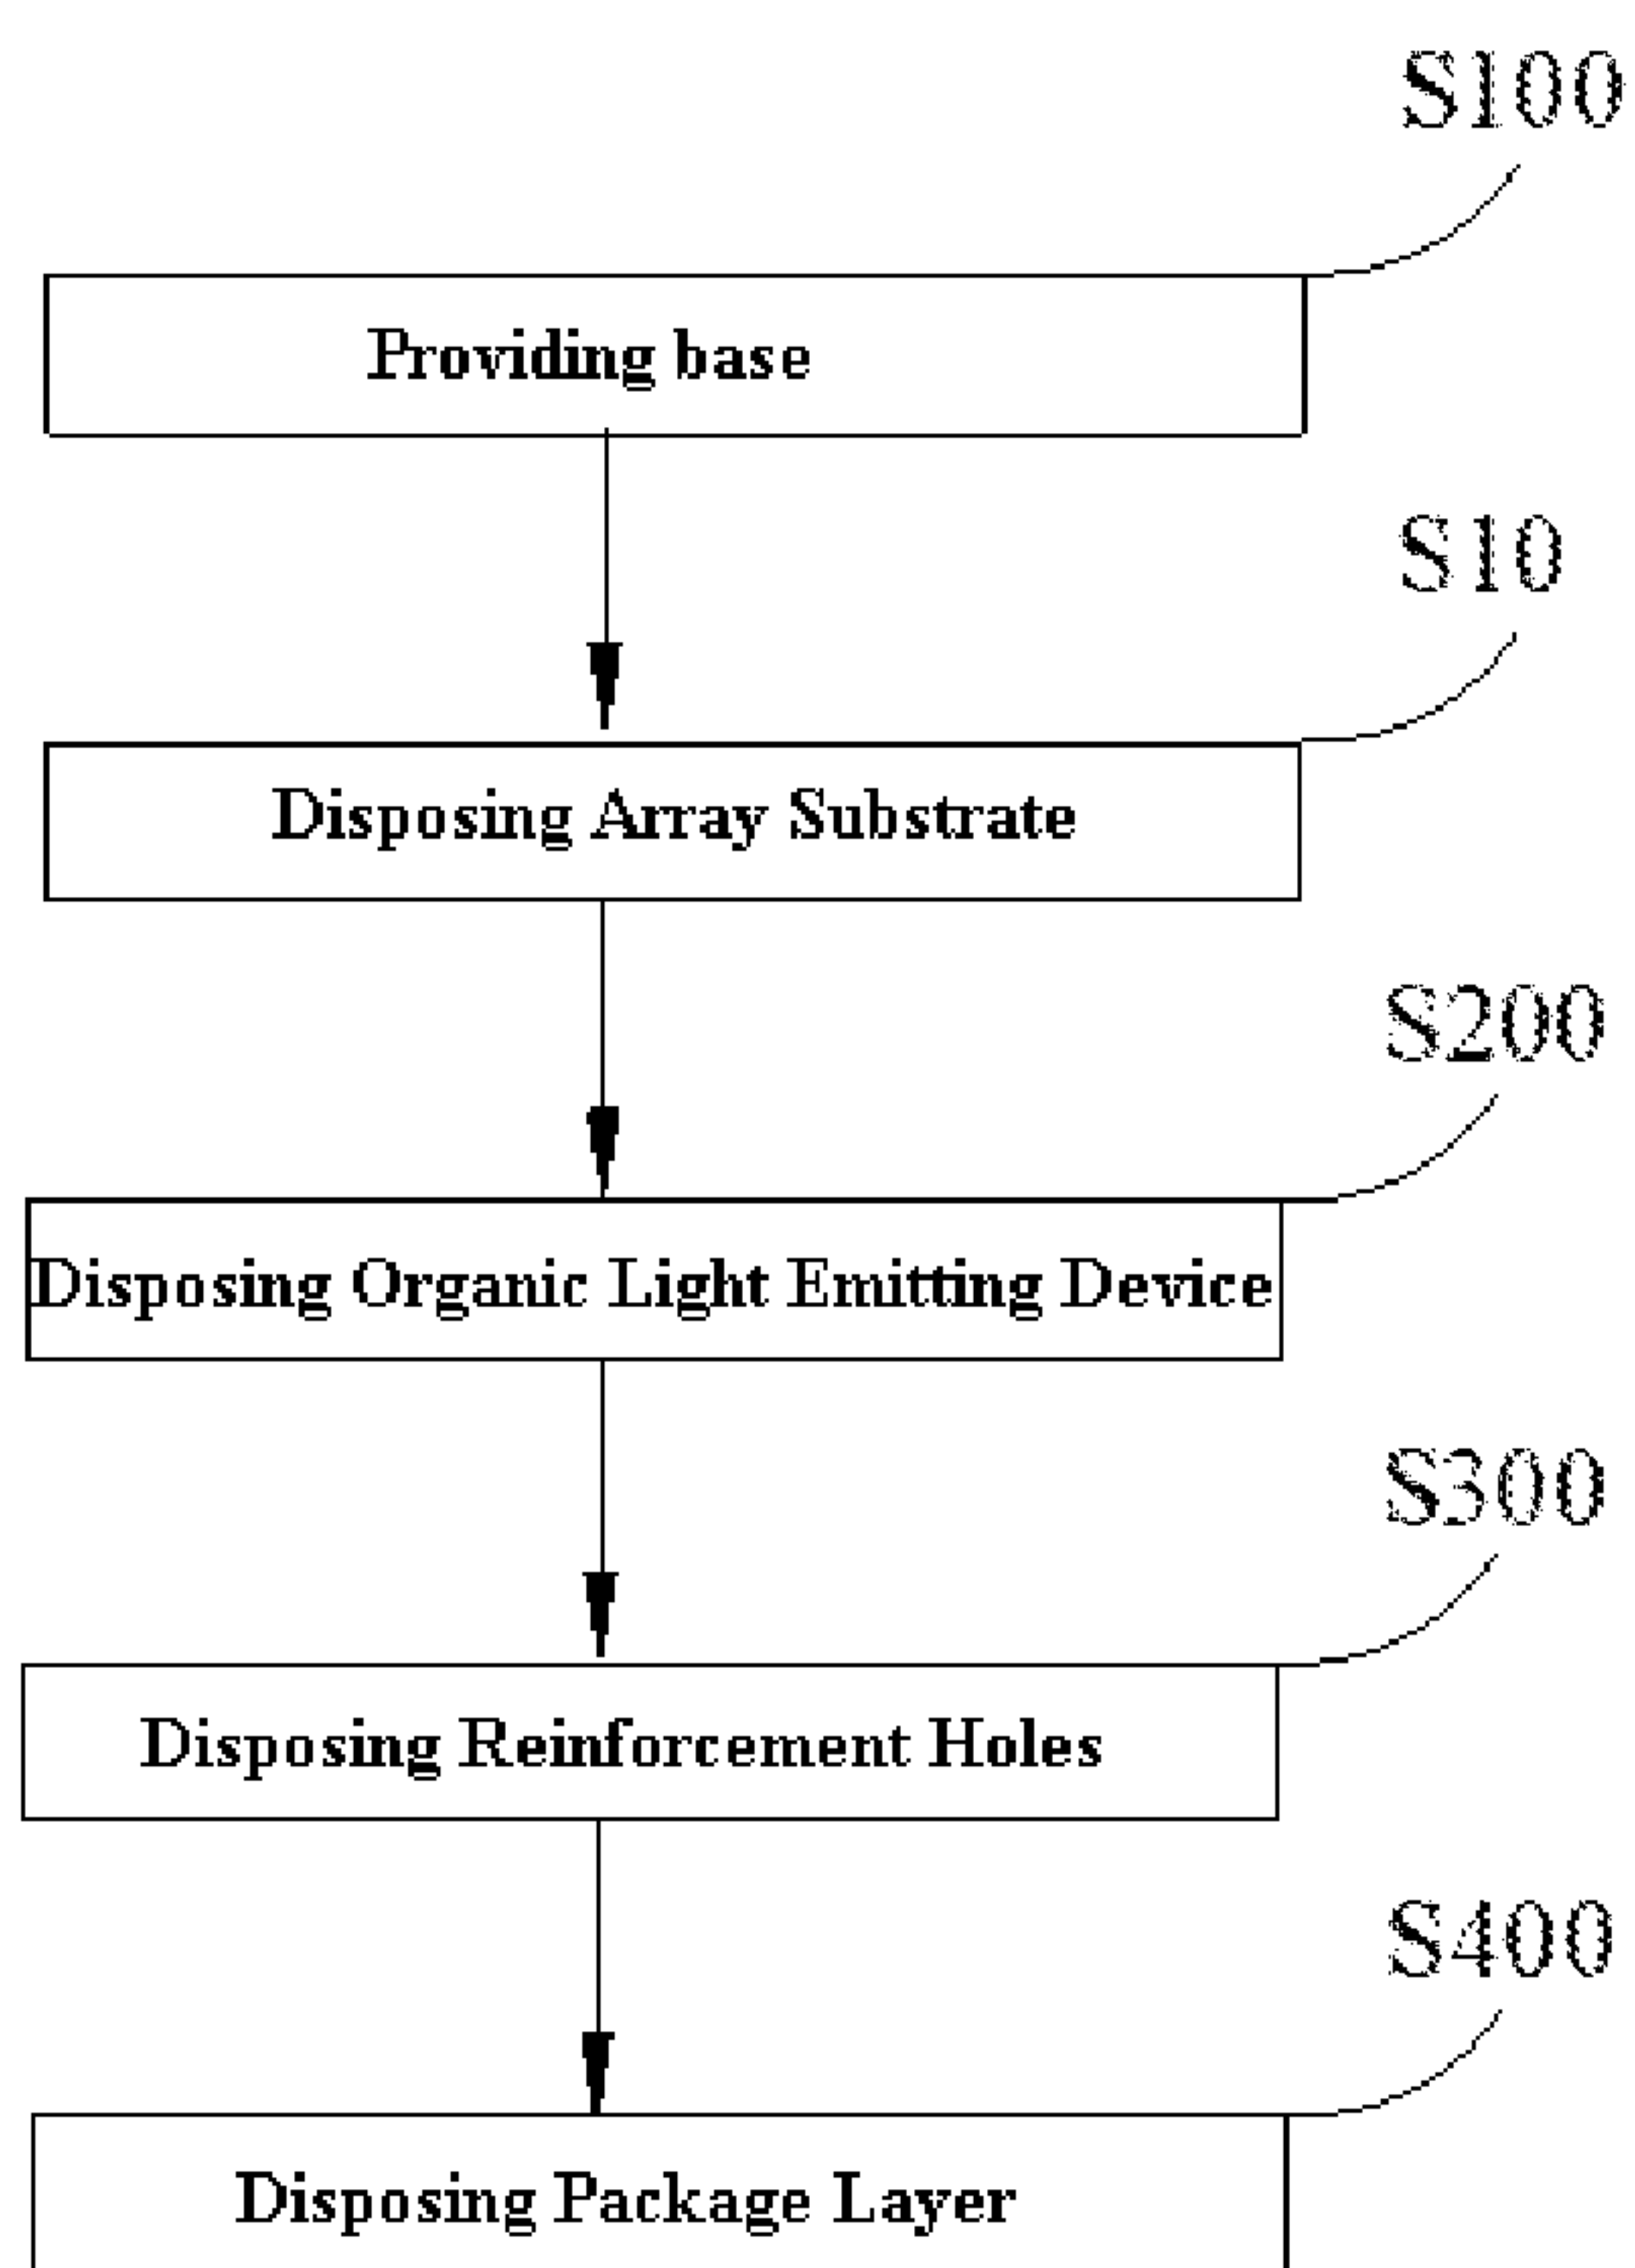 S100
Providing base
S10
Disposing Array Substrate
S200
Disposing Organic Light Emitting Device
S300
Disposing Reinforcement Holes
S400
Disposing Package Layer